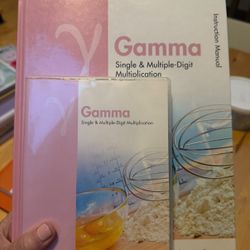 γ
Gamma
Single & Multiple-Digit
Multiplication
Instruction Manual
γ
Gamma
Single & Multiple-Digit Multiplication